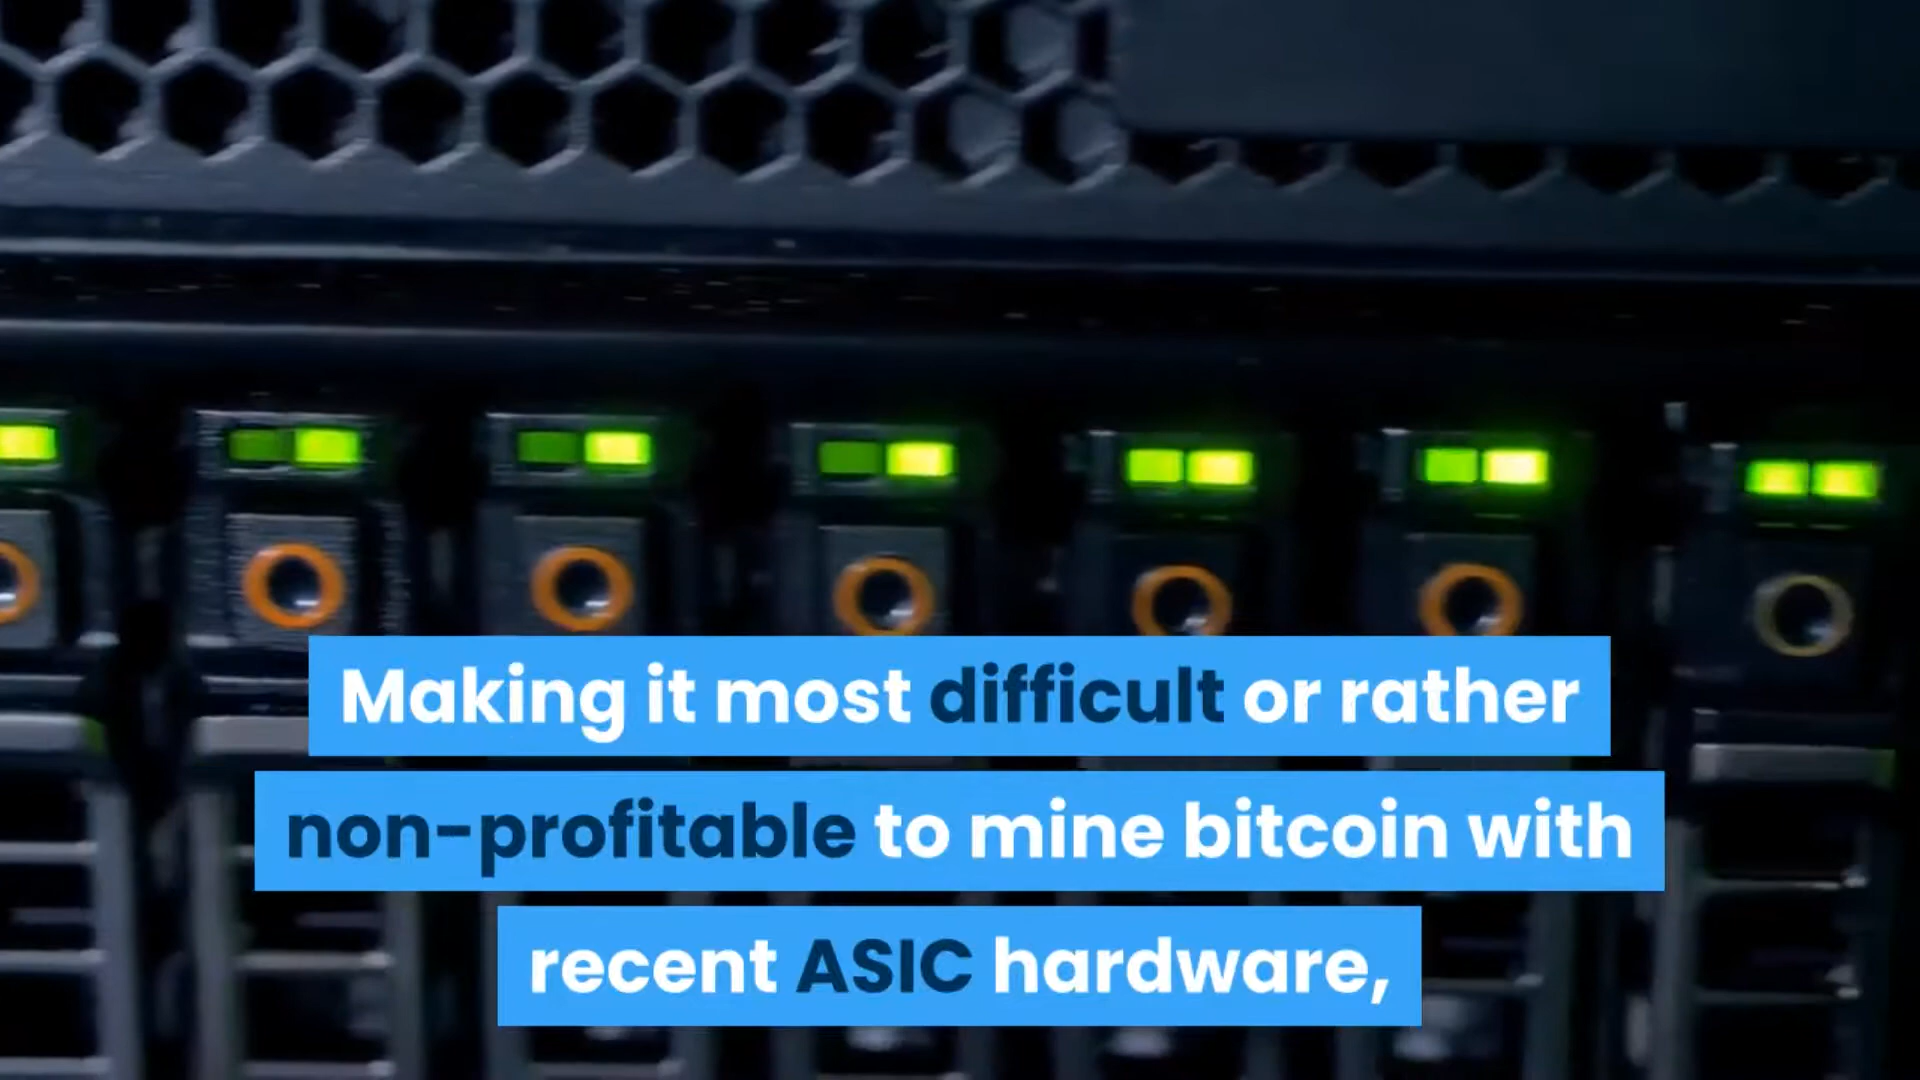 Making it most difficult or rather
non-profitable to mine bitcoin with
recent ASIC hardware,